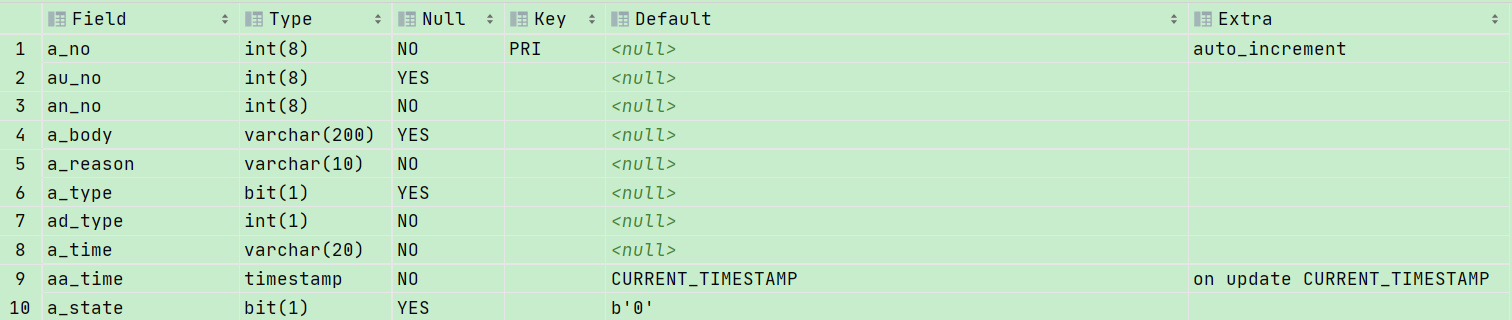 Field Type Null Key Default Extra
1 a_no int(8) NO PRI <null> auto_increment
2 au_no int(8) YES <null>
3 an_no int(8) NO <null>
4 a_body varchar(200) YES <null>
5 a_reason varchar(10) NO <null>
6 a_type bit(1) YES <null>
7 ad_type int(1) NO <null>
8 a_time varchar(20) NO <null>
9 aa_time timestamp NO CURRENT_TIMESTAMP on update CURRENT_TIMESTAMP
10 a_state bit(1) YES b'0'